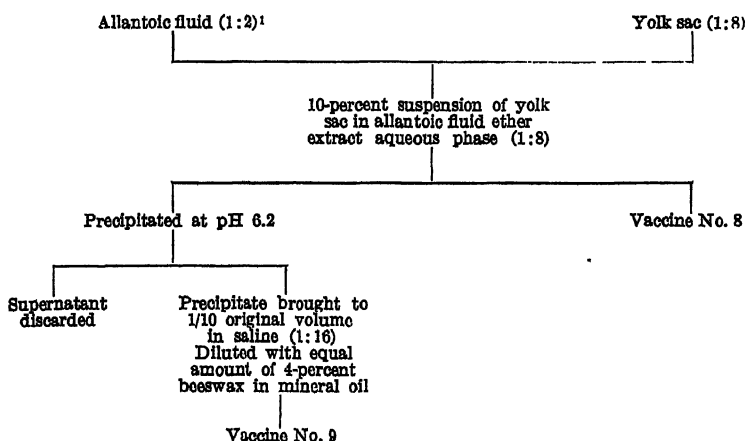 Allantoic fluid (1:2)¹
Yolk sac (1:8)
10-percent suspension of yolk
sac in allantoic fluid ether
extract aqueous phase (1:8)
Precipitated at pH 6.2
Vaccine No. 8
Supernatant
discarded
Precipitate brought to
1/10 original volume
in saline (1:16)
Diluted with equal
amount of 4-percent
beeswax in mineral oil
Vaccine No. 9